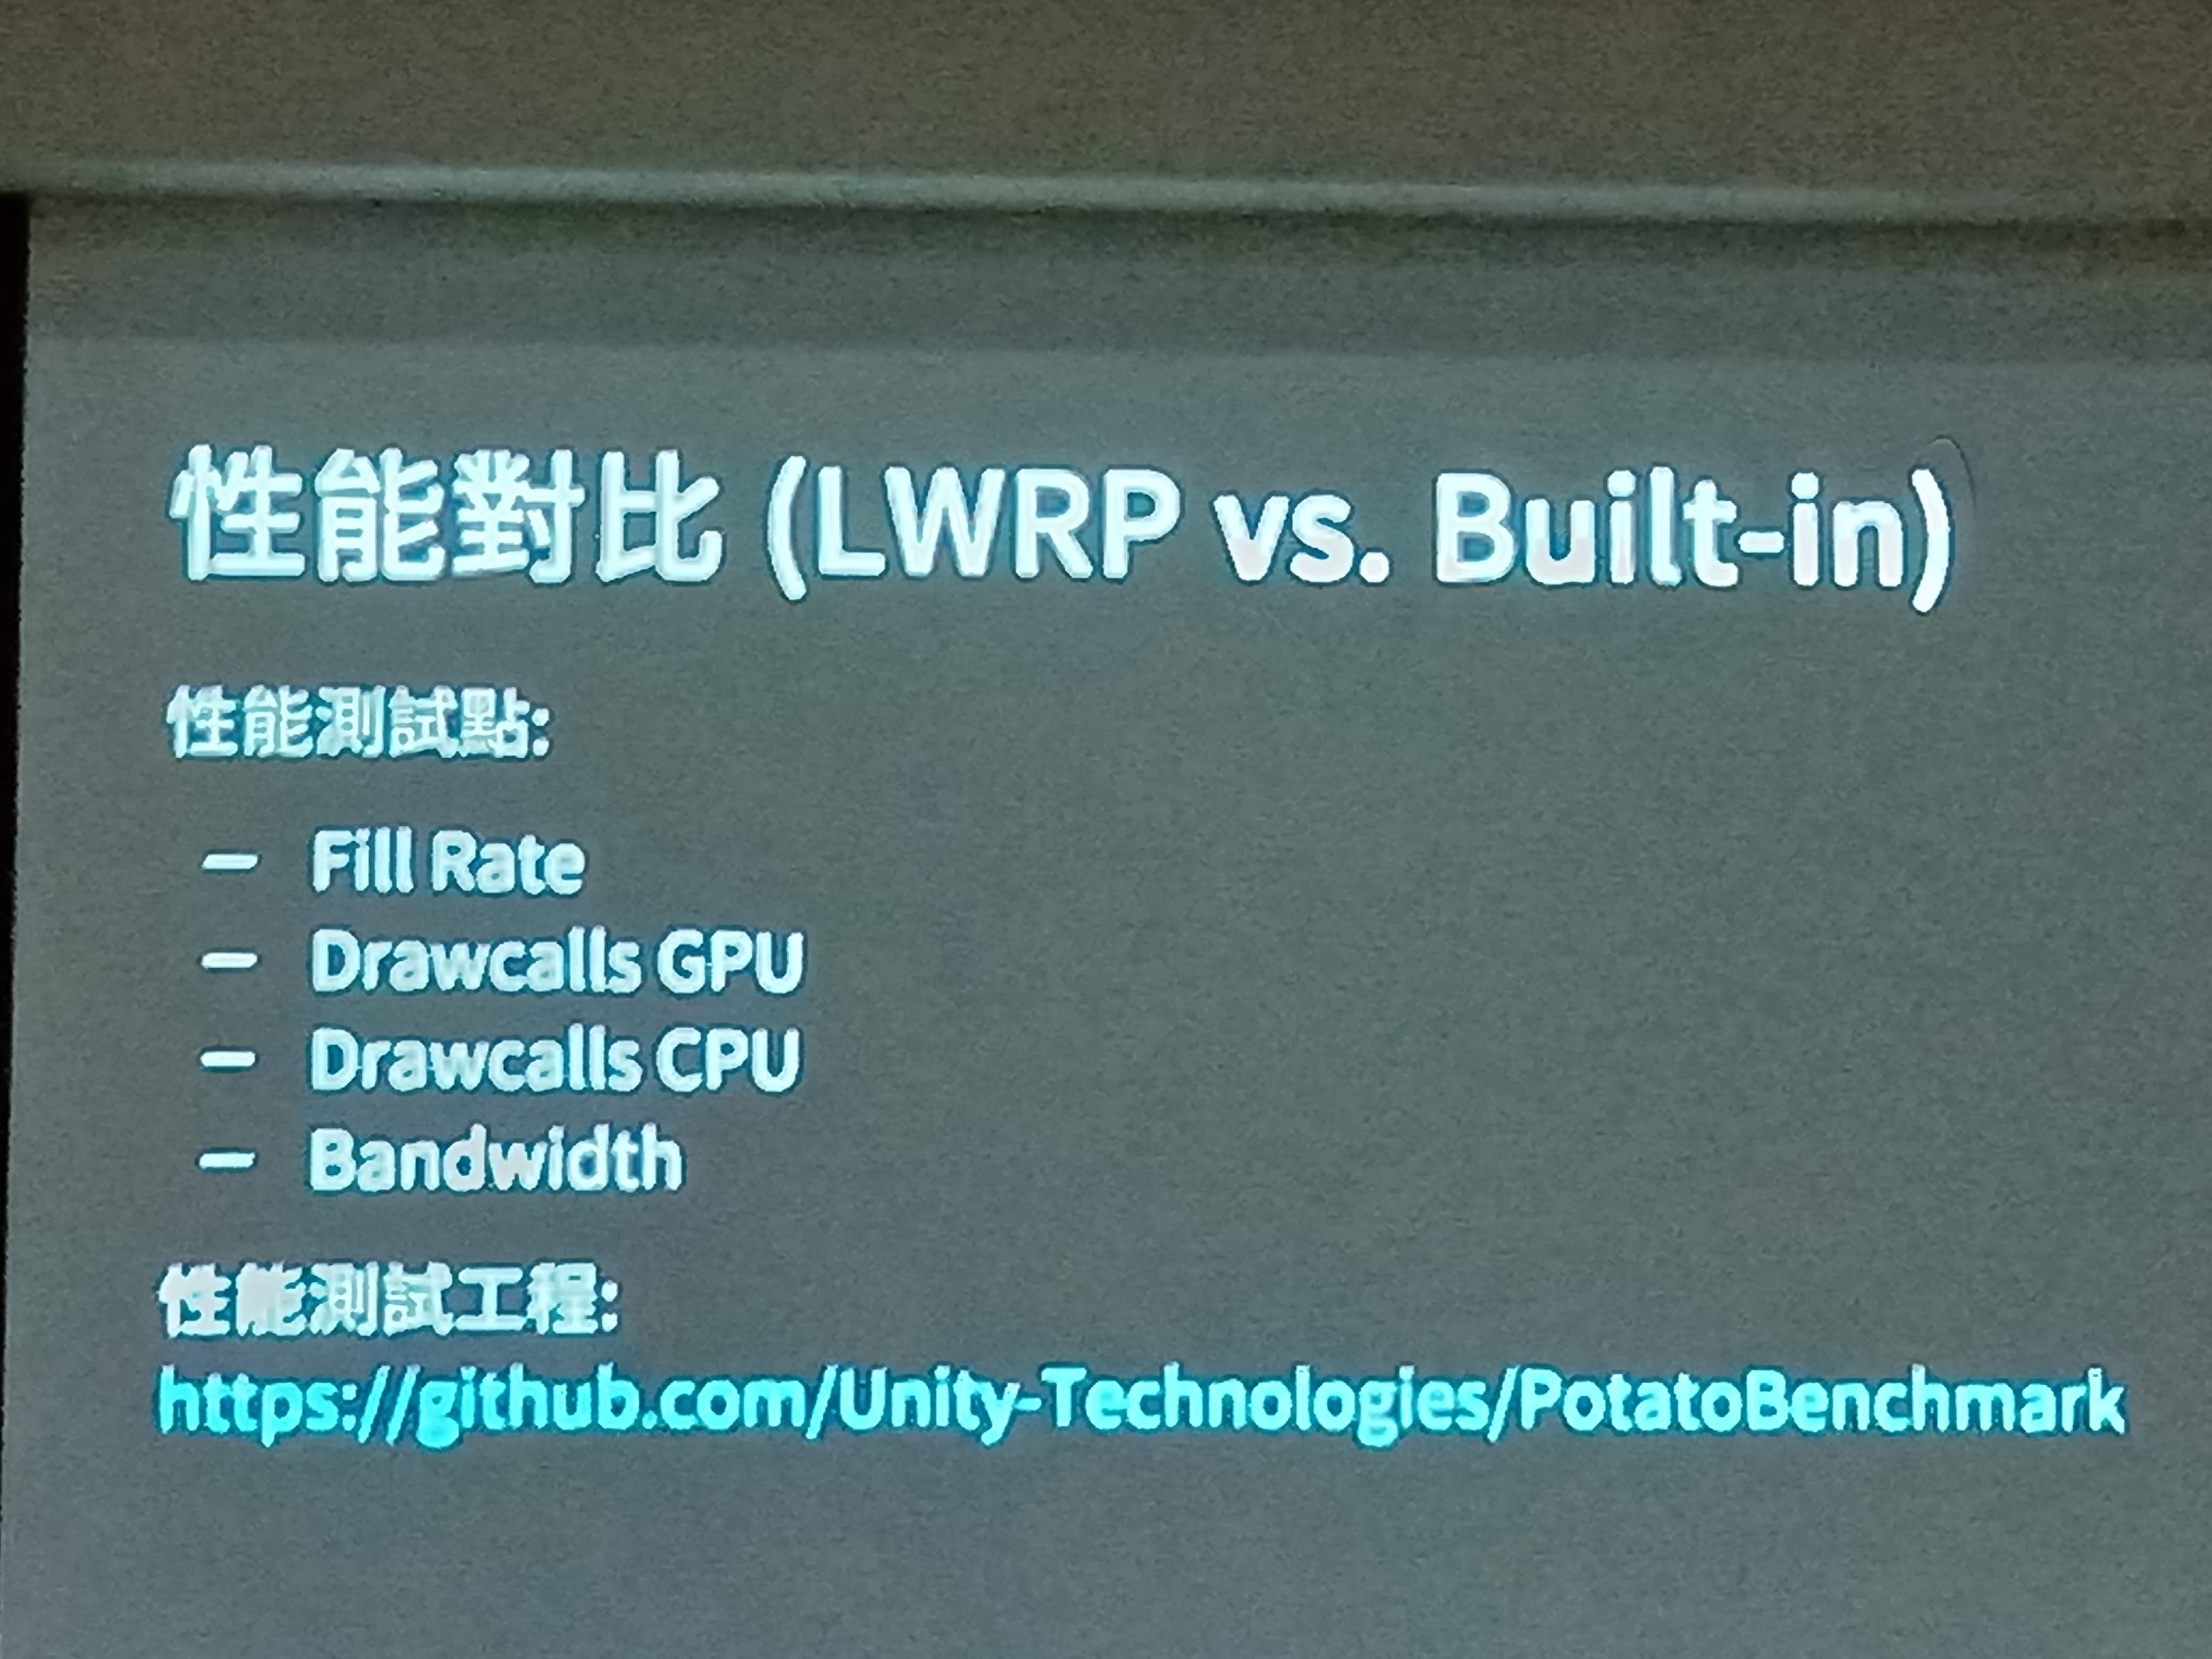 性能對比 (LWRP vs. Built-in)
性能測試點:
— Fill Rate
— Drawcalls GPU
— Drawcalls CPU
— Bandwidth
性能測試工程:
https://github.com/Unity-Technologies/PotatoBenchmark